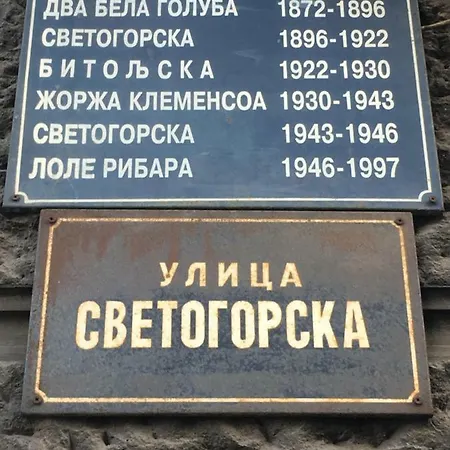 ДВА БЕЛА ГОЛУБА 1872-1896
СВЕТОГОРСКА 1896-1922
БИТОЉСКА 1922-1930
ЖОРЖА КЛЕМЕНСОА 1930-1943
СВЕТОГОРСКА 1943-1946
ЛОЛЕ РИБАРА 1946-1997
УЛИЦА
СВЕТОГОРСКА